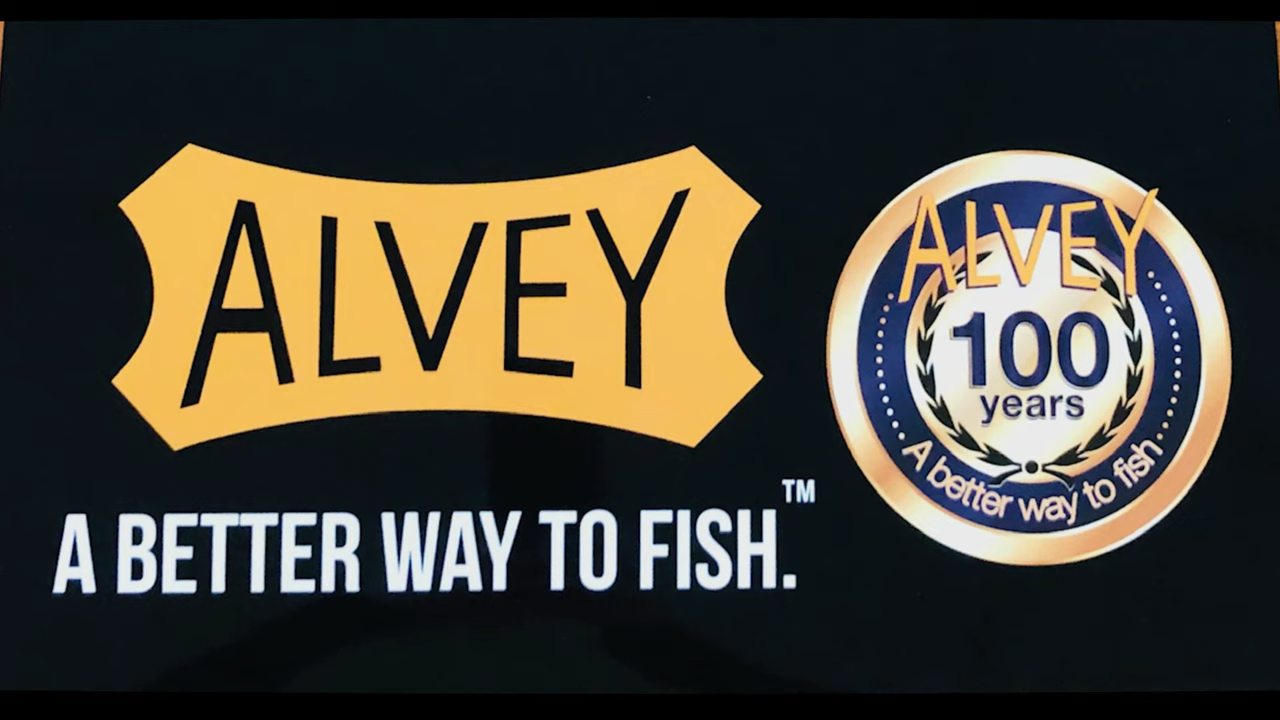 ALVEY
A BETTER WAY TO FISH.™
ALVEY
100
years
A better way to fish